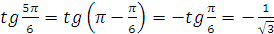 tg 5π/6 = tg (π − π/6) = −tg π/6 = − 1/√3